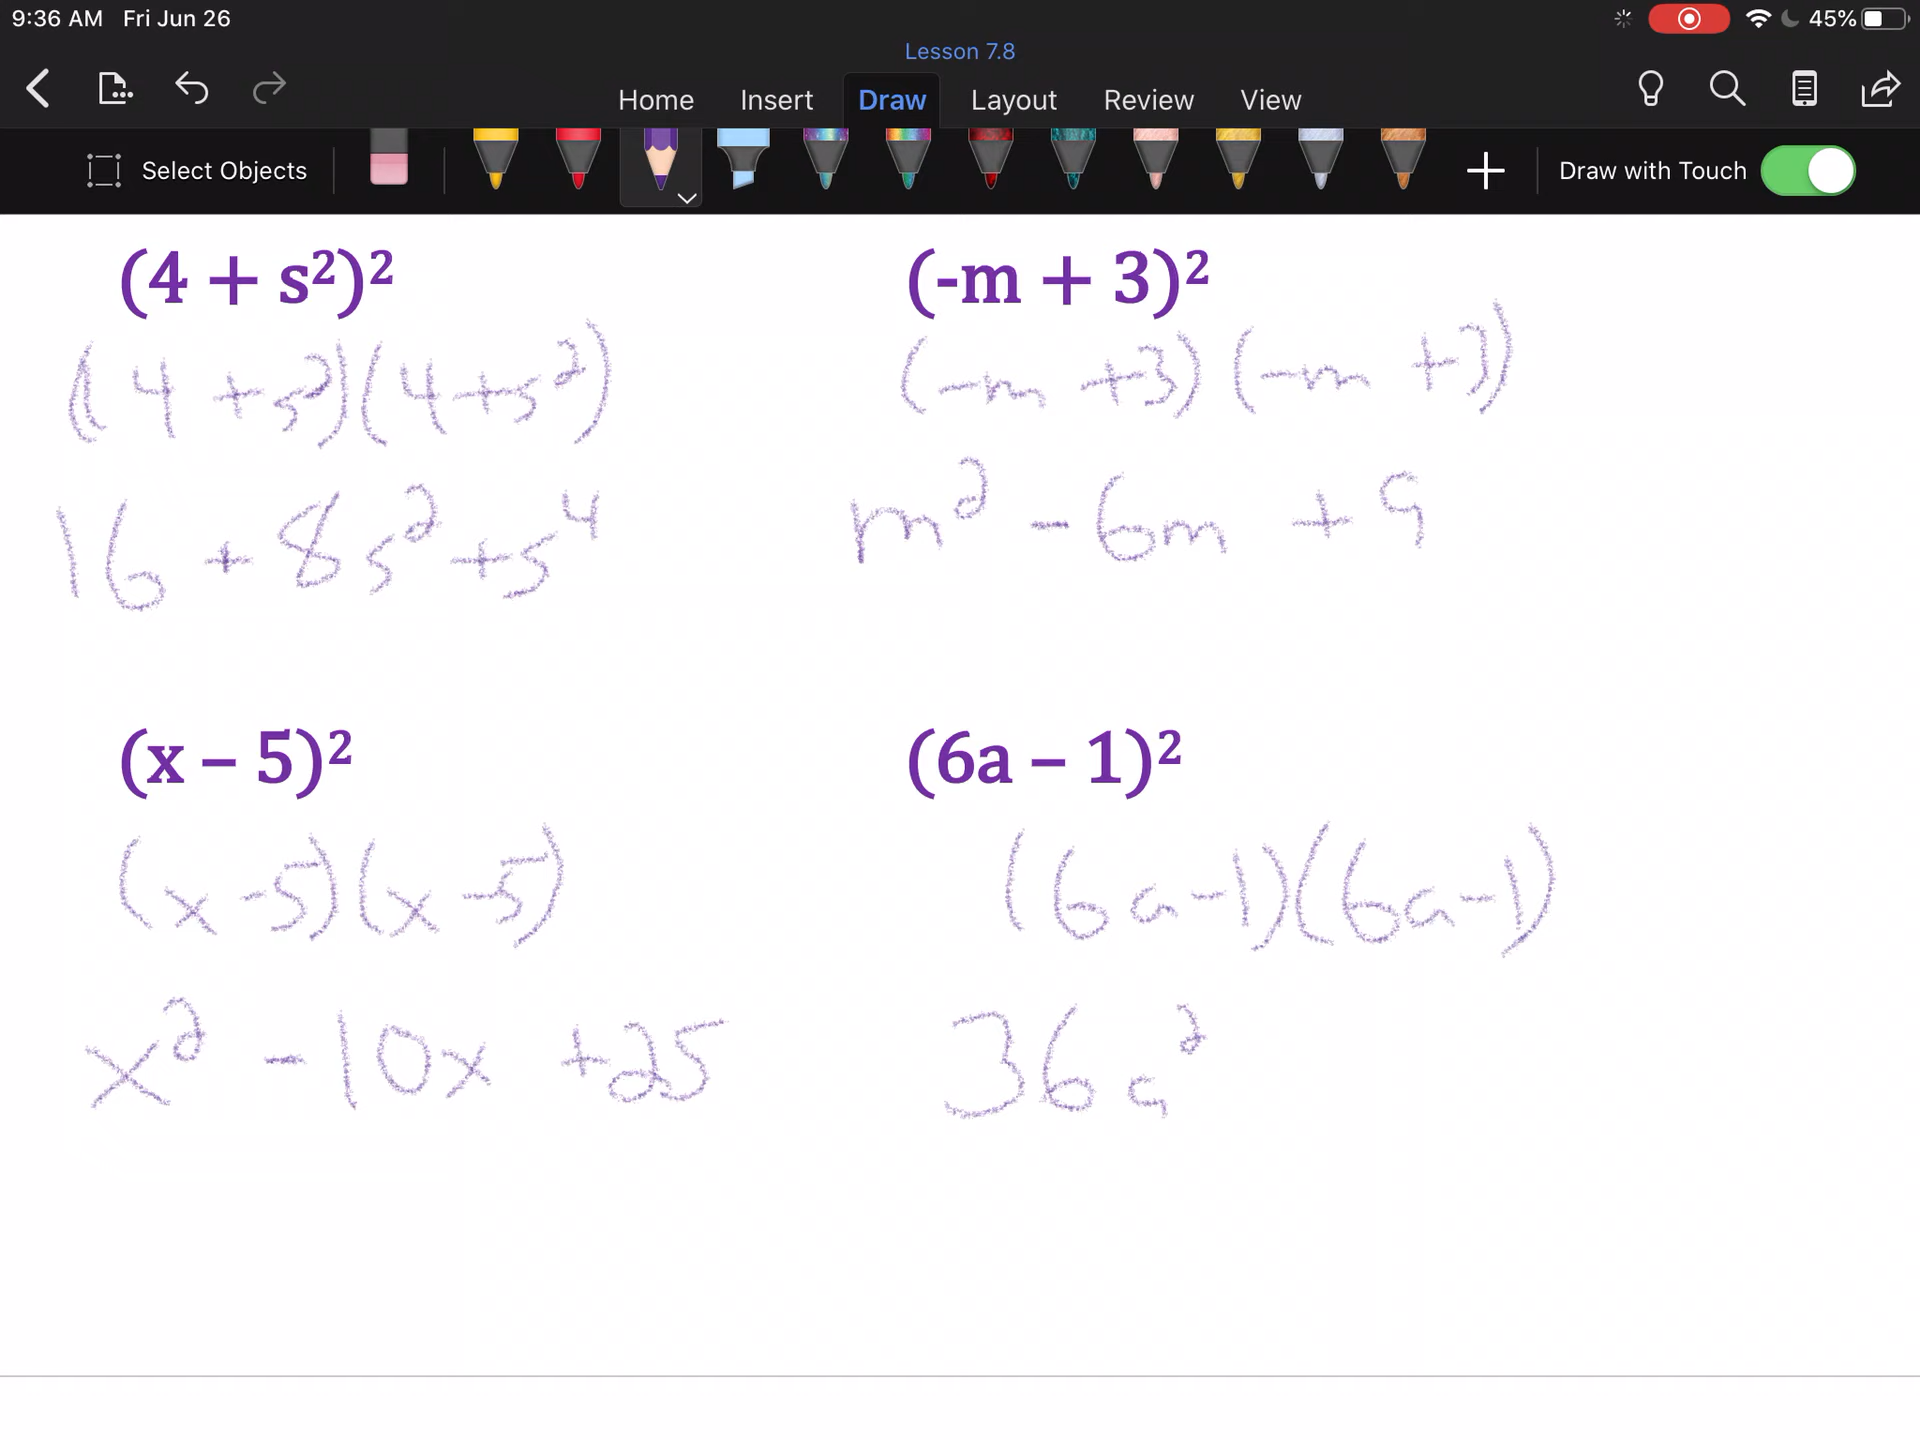 9:36 AM Fri Jun 26 45%
Lesson 7.8
Home Insert Draw Layout Review View
Select Objects Draw with Touch
(4 + s²)²
(4 + s²)(4 + s²)
16 + 8s² + s⁴
(-m + 3)²
(-m + 3)(-m + 3)
m² - 6m + 9
(x – 5)²
(x - 5)(x - 5)
x² - 10x + 25
(6a – 1)²
(6a - 1)(6a - 1)
36a²